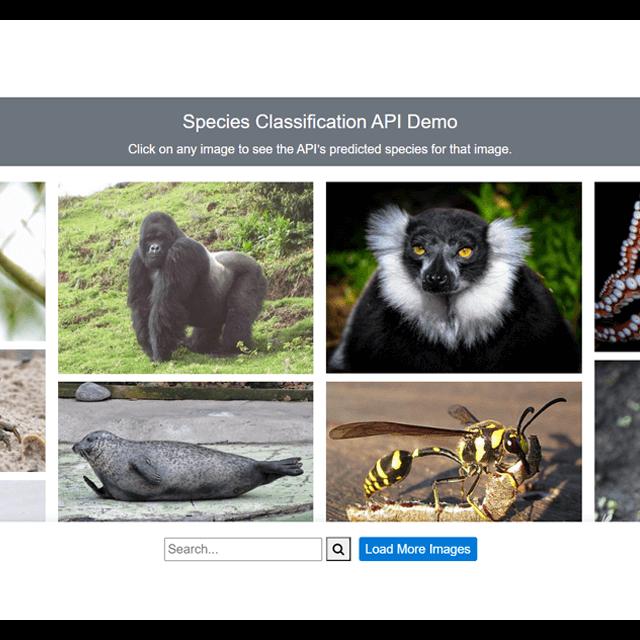 Species Classification API Demo
Click on any image to see the API's predicted species for that image.
Search...
Load More Images